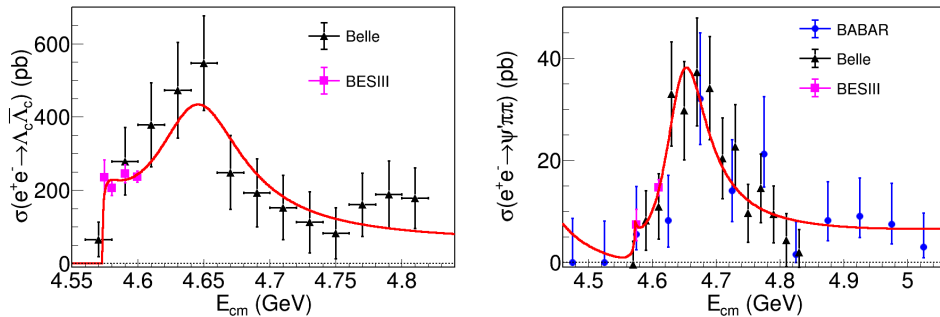 σ(e⁺e⁻→Λ_cΛ̅_c) (pb)
600
400
200
0
Belle
BESIII
4.55 4.6 4.65 4.7 4.75 4.8
E_cm (GeV)
σ(e⁺e⁻→ψ'ππ) (pb)
40
20
0
BABAR
Belle
BESIII
4.5 4.6 4.7 4.8 4.9 5
E_cm (GeV)